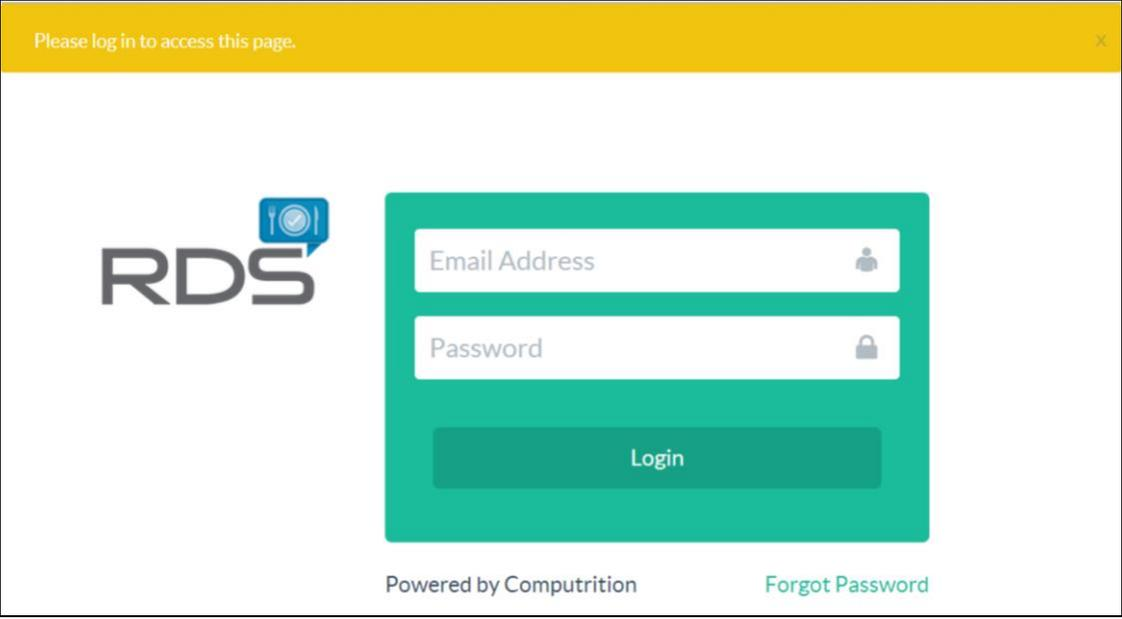 Please log in to access this page.
x
RDS
Email Address
Password
Login
Powered by Computrition
Forgot Password